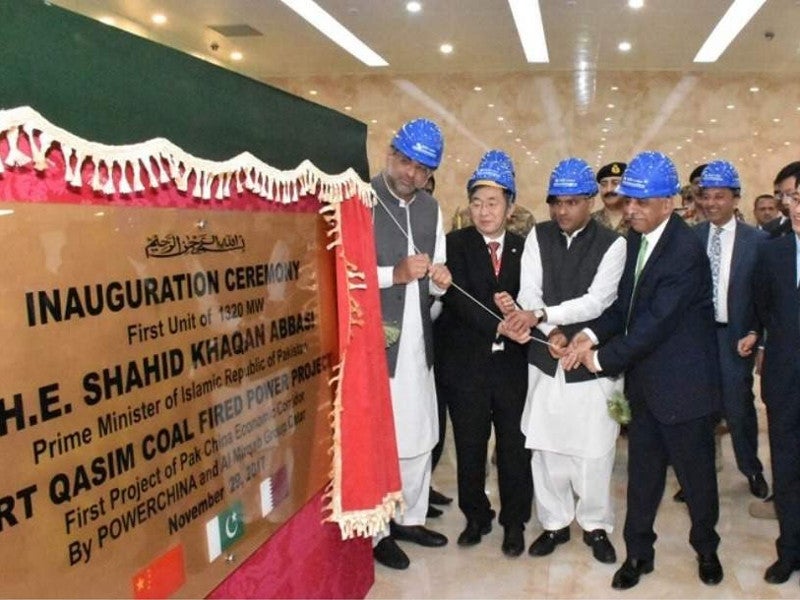 بسم الله الرحمن الرحيم
INAUGURATION CEREMONY
First Unit of 1320 MW
H.E. SHAHID KHAQAN ABBASI
Prime Minister of Islamic Republic of Pakistan
RT QASIM COAL FIRED POWER PROJECT
First Project of Pak-China Economic Corridor
By POWERCHINA and Al Mirqab Group Qatar
November 29, 2017